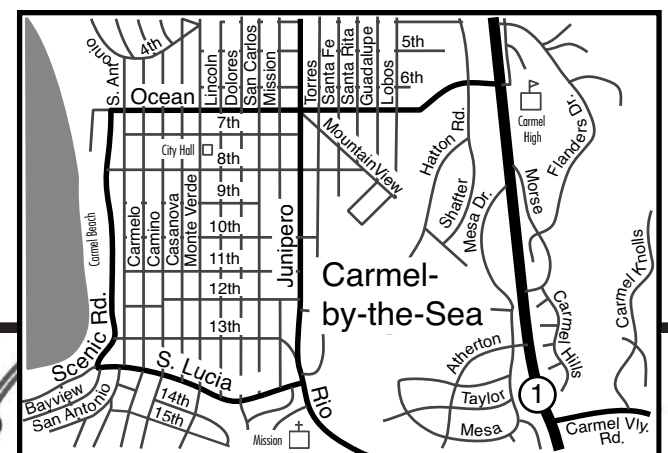 S. Antonio
4th
Lincoln
Dolores
San Carlos
Mission
Torres
Santa Fe
Santa Rita
Guadalupe
Lobos
5th
6th
Ocean
Carmel
High
Flanders Dr.
7th
City Hall
8th
Mountain View
Hatton Rd.
Shafter
Mesa Dr.
Morse
9th
Carmel Beach
Carmelo
Camino
Casanova
Monte Verde
10th
11th
12th
13th
Junipero
Carmel-
by-the-Sea
Carmel Knolls
Carmel Hills
Scenic Rd.
S. Lucia
Atherton
Bayview
San Antonio
14th
15th
Rio
Taylor
1
Mission
Mesa
Carmel Vly.
Rd.